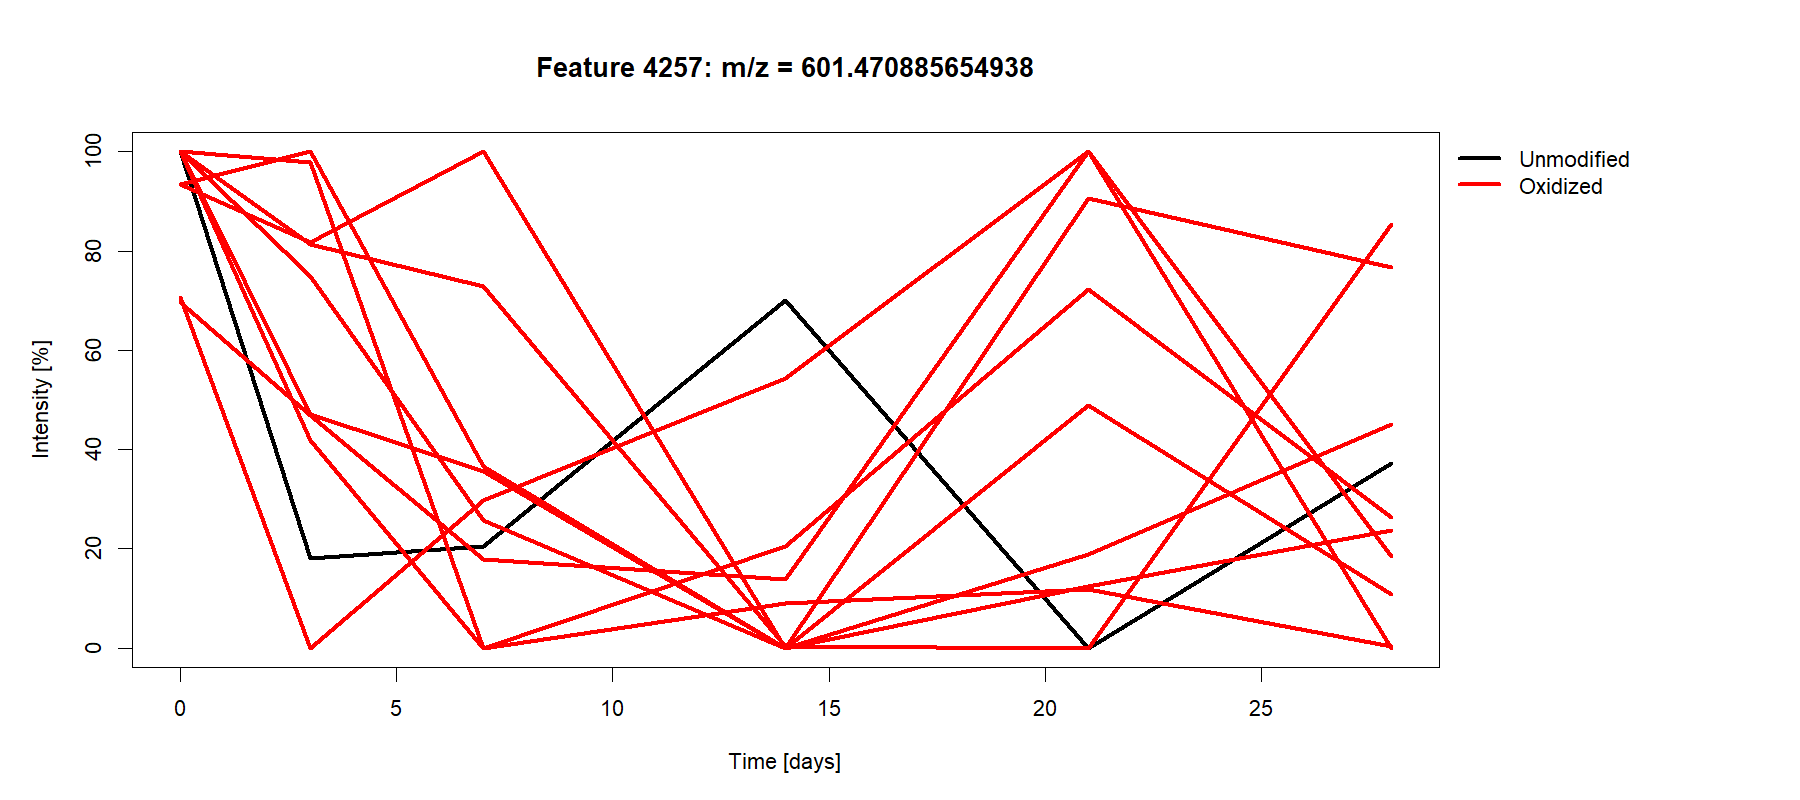 Feature 4257: m/z = 601.470885654938
Unmodified
Oxidized
Intensity [%]
100
80
60
40
20
0
0 5 10 15 20 25
Time [days]